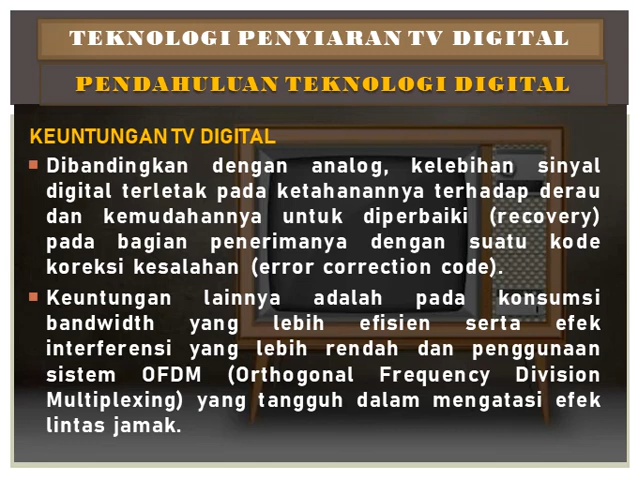 TEKNOLOGI PENYIARAN TV DIGITAL
PENDAHULUAN TEKNOLOGI DIGITAL
KEUNTUNGAN TV DIGITAL
▪ Dibandingkan dengan analog, kelebihan sinyal
digital terletak pada ketahanannya terhadap derau
dan kemudahannya untuk diperbaiki (recovery)
pada bagian penerimanya dengan suatu kode
koreksi kesalahan (error correction code).
▪ Keuntungan lainnya adalah pada konsumsi
bandwidth yang lebih efisien serta efek
interferensi yang lebih rendah dan penggunaan
sistem OFDM (Orthogonal Frequency Division
Multiplexing) yang tangguh dalam mengatasi efek
lintas jamak.